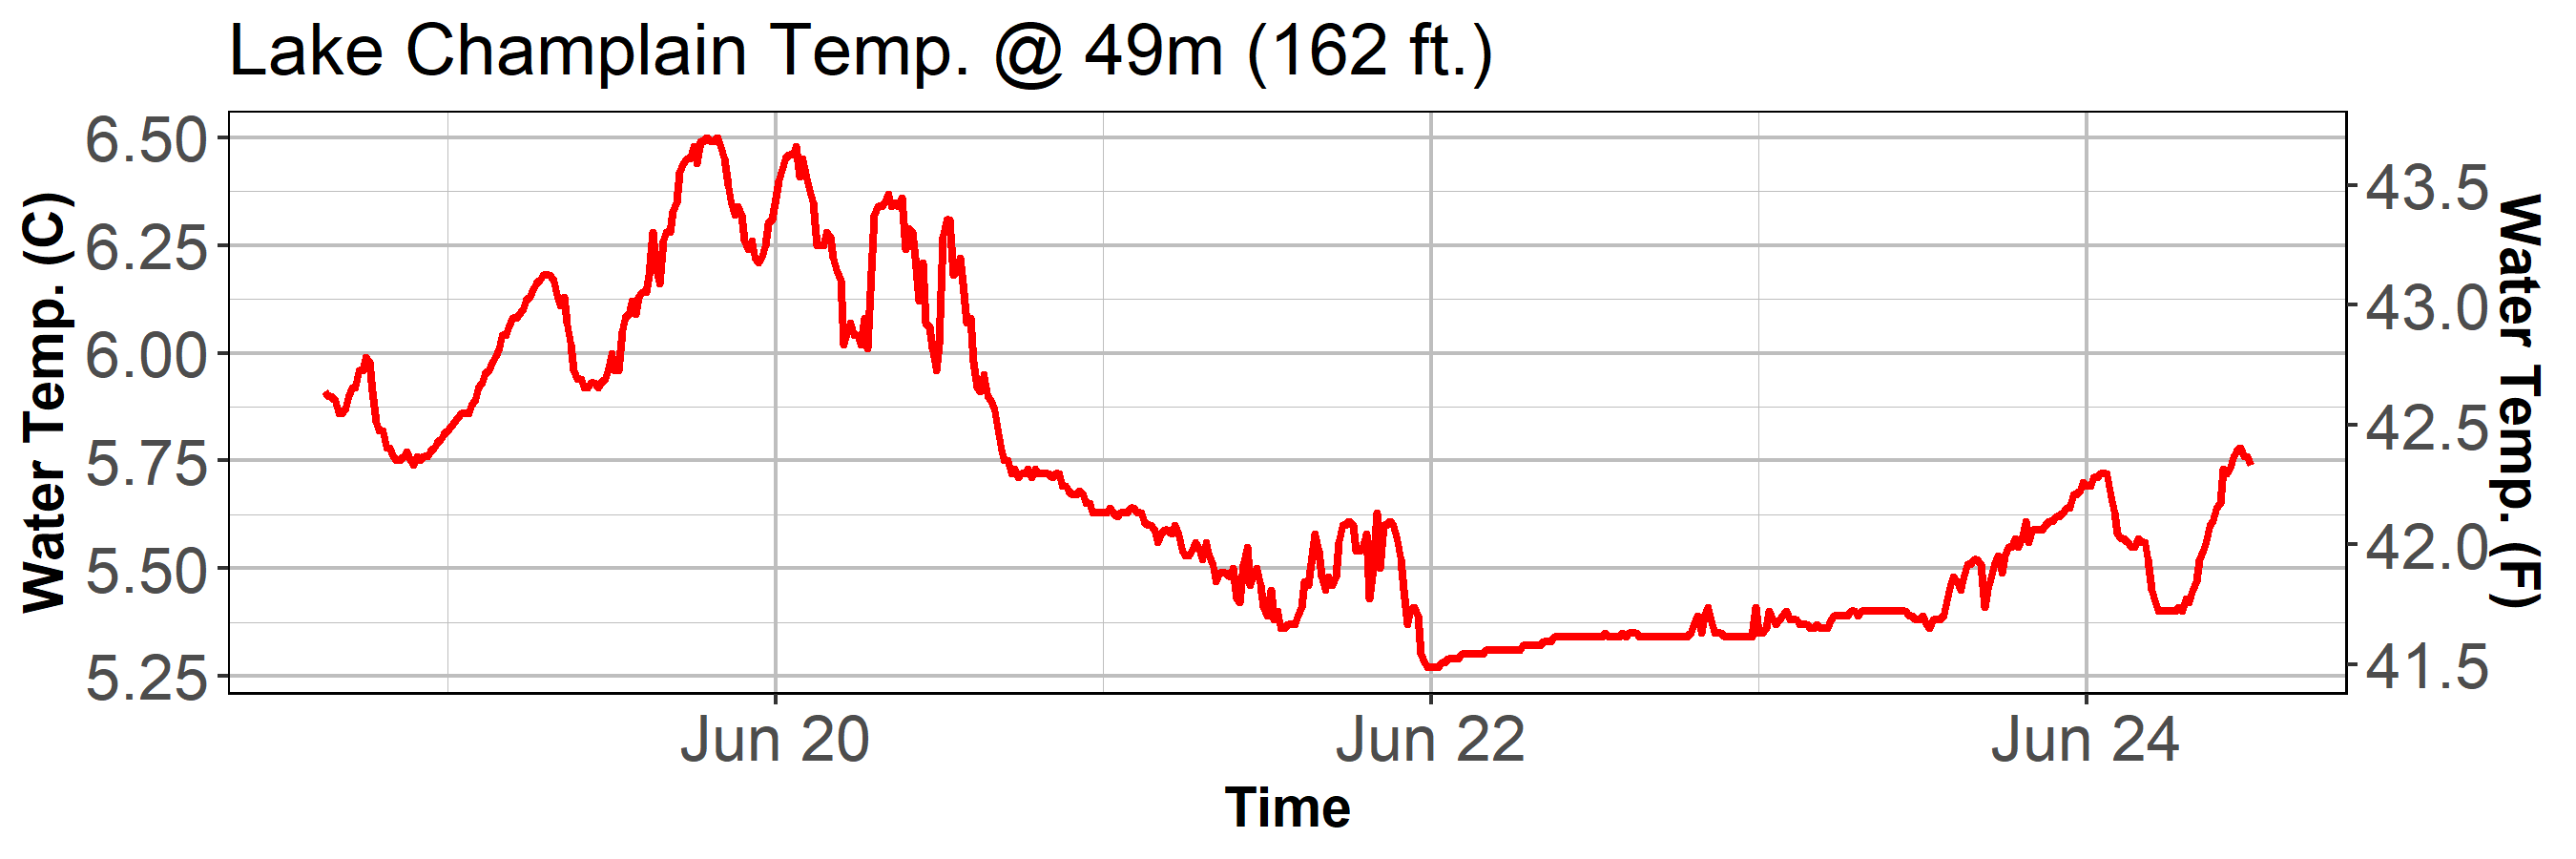 Lake Champlain Temp. @ 49m (162 ft.)
Water Temp. (C)
6.50
6.25
6.00
5.75
5.50
5.25
43.5
43.0
42.5
42.0
41.5
Water Temp. (F)
Jun 20
Jun 22
Jun 24
Time